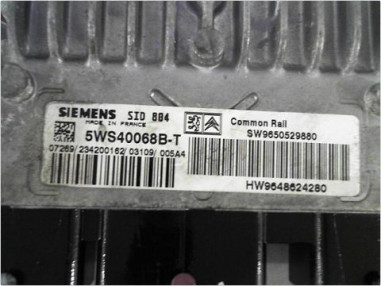 SIEMENS SID 804
MADE IN FRANCE
Common Rail
5WS40068B-T
SW9650529880
07269/234200162/03109/005A4
HW9648624280